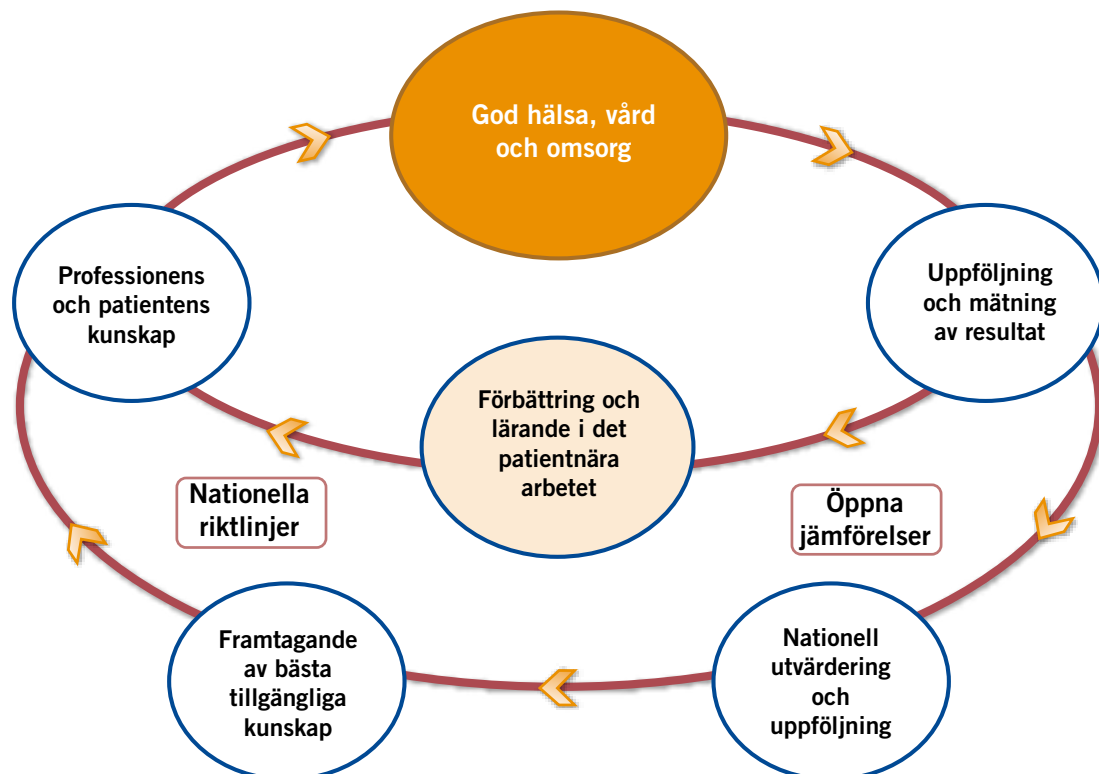 God hälsa, vård
och omsorg
Professionens
och patientens
kunskap
Uppföljning
och mätning
av resultat
Förbättring och
lärande i det
patientnära
arbetet
Nationella
riktlinjer
Öppna
jämförelser
Framtagande
av bästa
tillgängliga
kunskap
Nationell
utvärdering
och
uppföljning